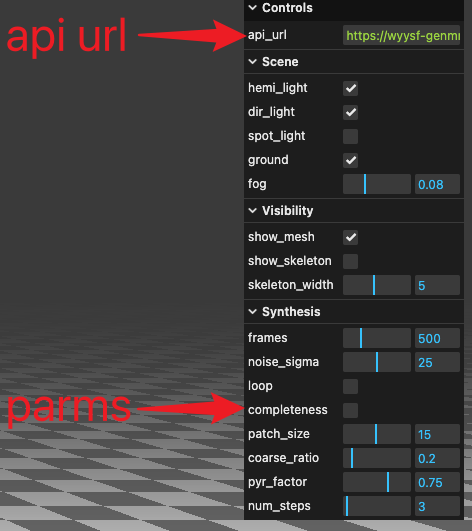 Controls
api url
api_url
https://wyysf-genmr
Scene
hemi_light
dir_light
spot_light
ground
fog
0.08
Visibility
show_mesh
show_skeleton
skeleton_width
5
Synthesis
frames
500
noise_sigma
25
loop
parms
completeness
patch_size
15
coarse_ratio
0.2
pyr_factor
0.75
num_steps
3